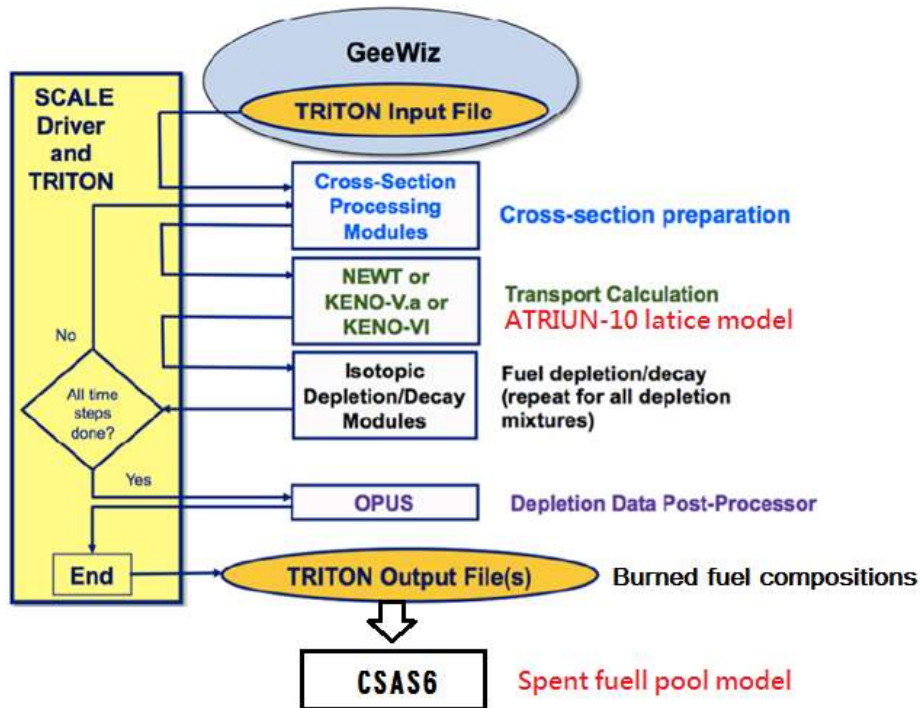 GeeWiz
SCALE
Driver
and
TRITON
TRITON Input File
Cross-Section
Processing
Modules
Cross-section preparation
NEWT or
KENO-V.a or
KENO-VI
Transport Calculation
ATRIUN-10 latice model
No
Isotopic
Depletion/Decay
Modules
Fuel depletion/decay
(repeat for all depletion
mixtures)
All time
steps
done?
Yes
OPUS
Depletion Data Post-Processor
End
TRITON Output File(s)
Burned fuel compositions
CSAS6
Spent fuell pool model